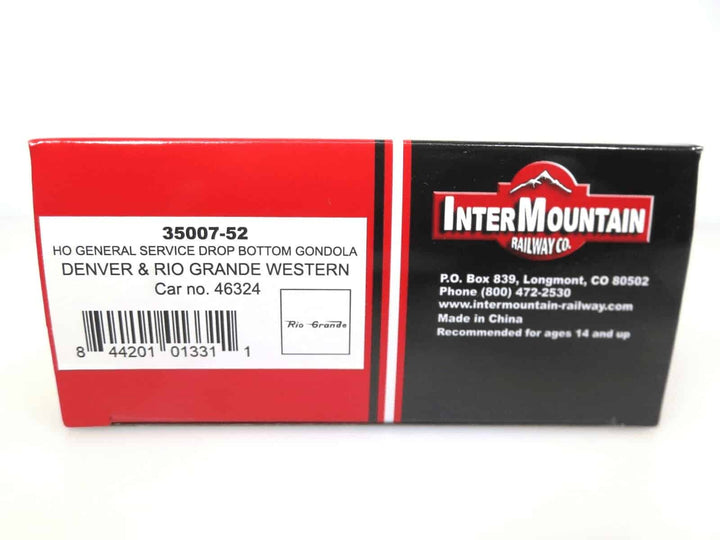 35007-52
HO GENERAL SERVICE DROP BOTTOM GONDOLA
DENVER & RIO GRANDE WESTERN
Car no. 46324
Rio Grande
8 44201 01331 1
INTERMOUNTAIN
RAILWAY CO.
P.O. Box 839, Longmont, CO 80502
Phone (800) 472-2530
www.intermountain-railway.com
Made in China
Recommended for ages 14 and up